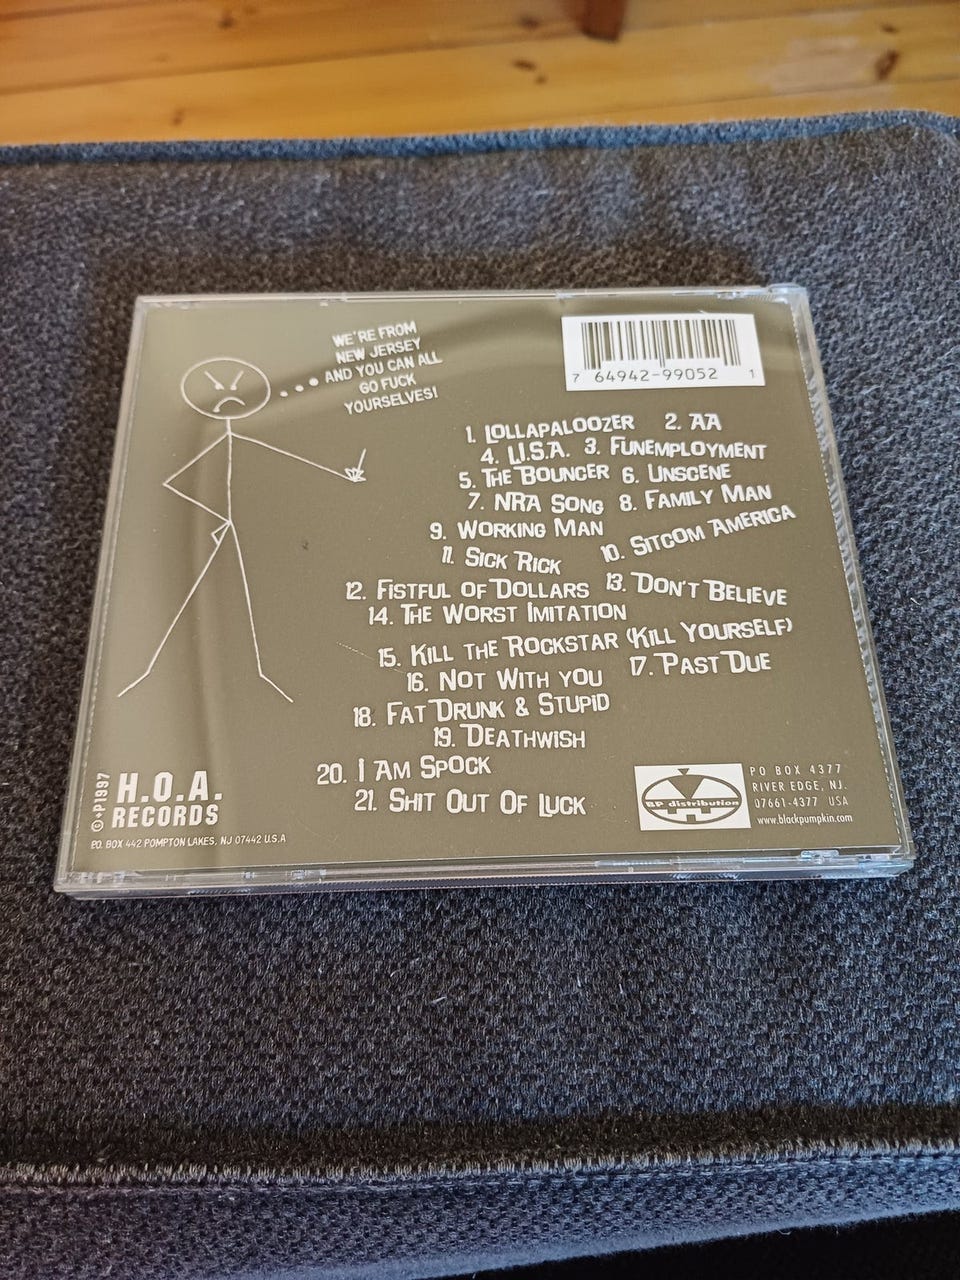 WE'RE FROM
NEW JERSEY
AND YOU CAN ALL
GO FUCK
YOURSELVES!
7 64942-99052 1
1. LOLLAPALOOZER 2. AA
4. L.I.S.A. 3. FUNEMPLOYMENT
5. THE BOUNCER 6. UNSCENE
7. NRA SONG 8. FAMILY MAN
9. WORKING MAN
10. SITCOM AMERICA
11. SICK RICK
12. FISTFUL OF DOLLARS 13. DON'T BELIEVE
14. THE WORST IMITATION
15. KILL THE ROCKSTAR (KILL YOURSELF)
16. NOT WITH YOU 17. PAST DUE
18. FAT DRUNK & STUPID
19. DEATHWISH
20. I AM SPOCK
21. SHIT OUT OF LUCK
©+P1997
H.O.A.
RECORDS
P.O. BOX 442 POMPTON LAKES, NJ 07442 U.S.A
BP distribution
PO BOX 4377
RIVER EDGE, NJ.
07661-4377 USA
www.blackpumpkin.com